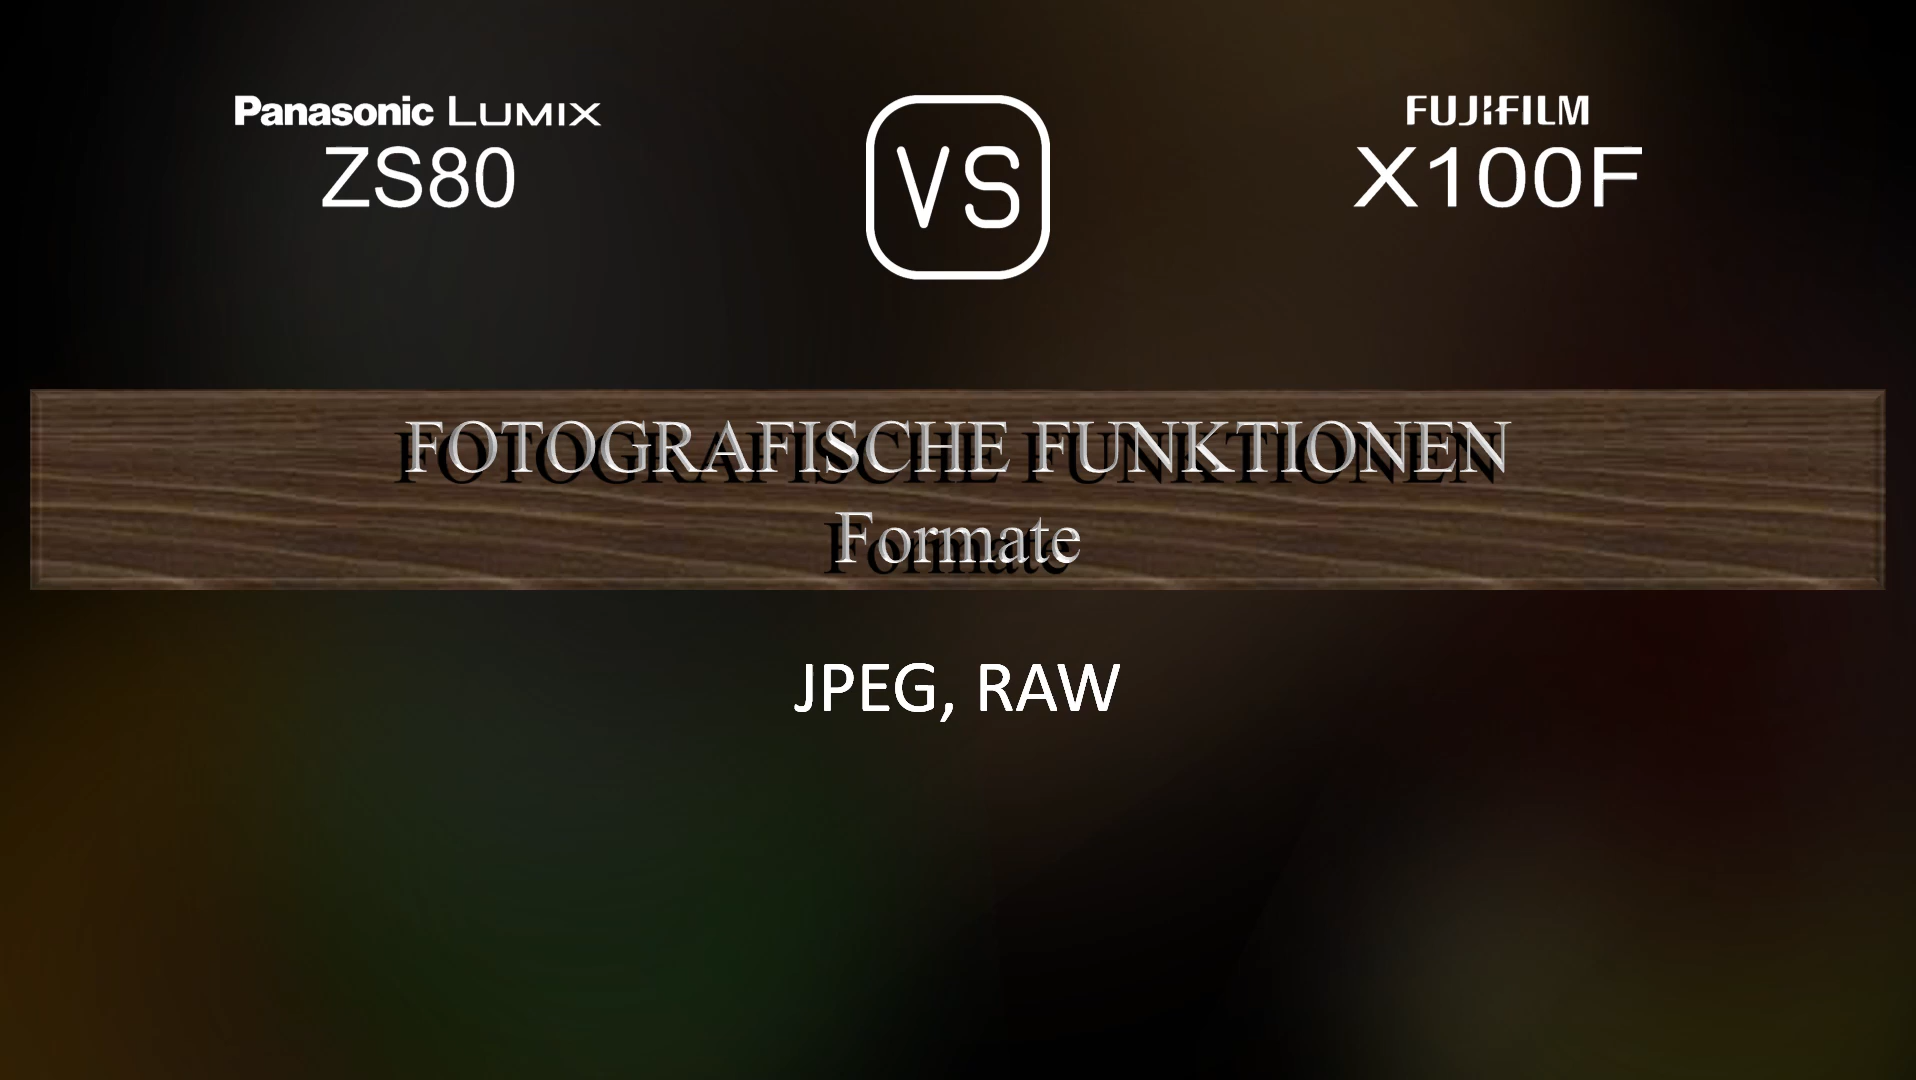 Panasonic LUMIX
ZS80
VS
FUJIFILM
X100F
FOTOGRAFISCHE FUNKTIONEN
Formate
JPEG, RAW